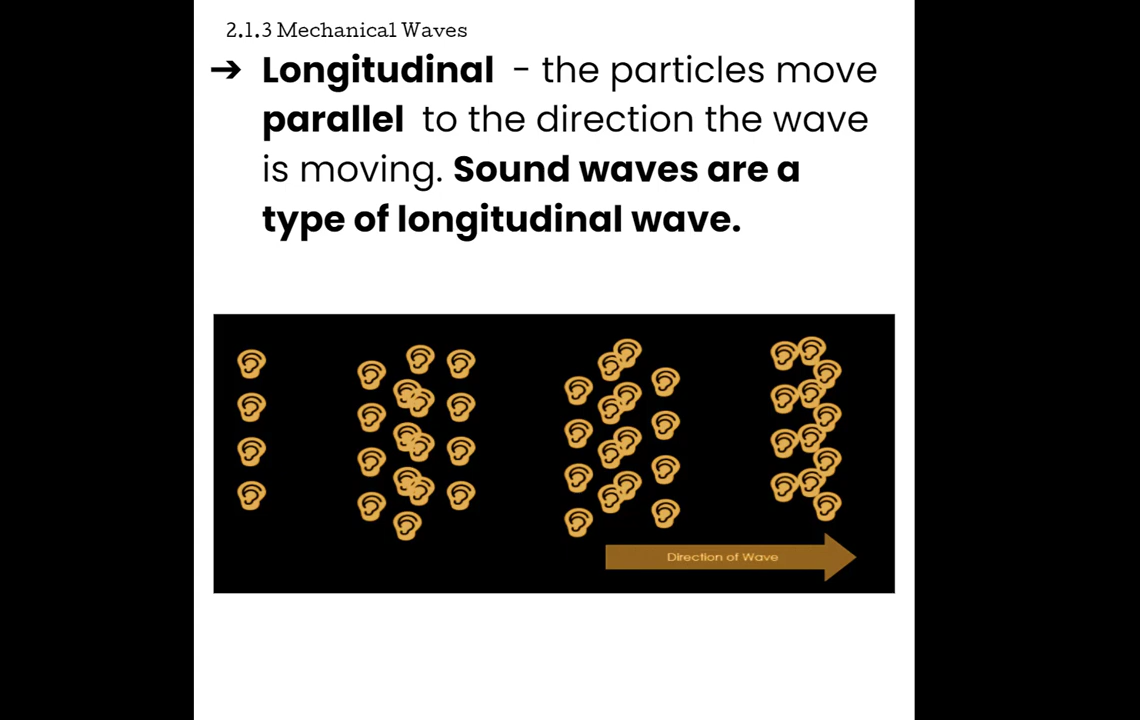 2.1.3 Mechanical Waves
➔ Longitudinal - the particles move
parallel to the direction the wave
is moving. Sound waves are a
type of longitudinal wave.
Direction of Wave